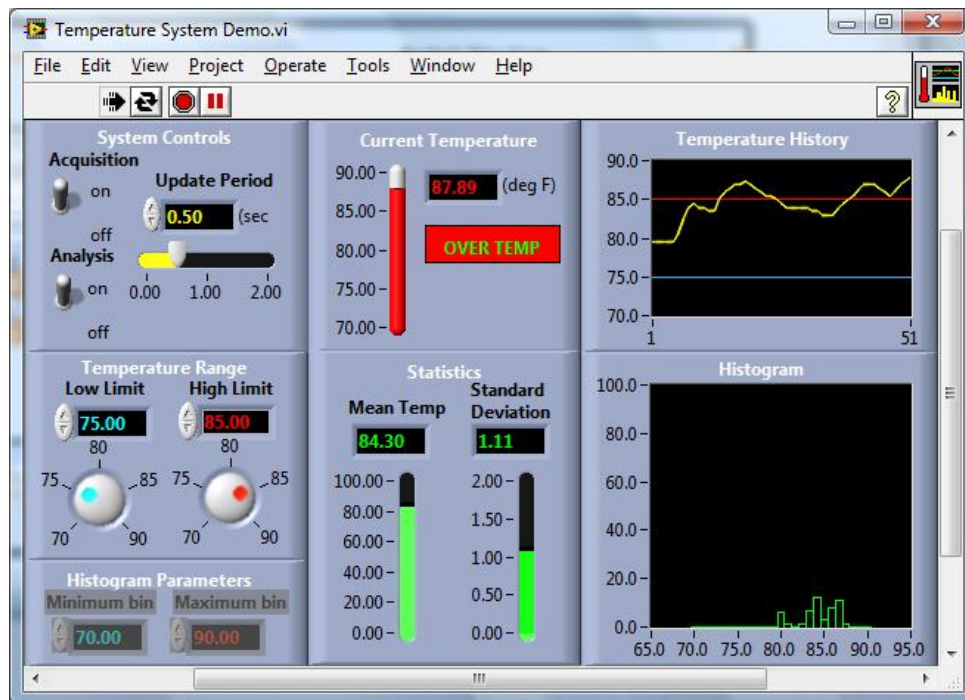 Temperature System Demo.vi
File Edit View Project Operate Tools Window Help
System Controls
Acquisition
on
off
Update Period
0.50 (sec
0.00 1.00 2.00
Analysis
on
off
Current Temperature
90.00
85.00
80.00
75.00
70.00
87.89 (deg F)
OVER TEMP
Temperature History
90.0
85.0
80.0
75.0
70.0
1 51
Temperature Range
Low Limit High Limit
75.00 85.00
80 80
75 85 75 85
70 90 70 90
Statistics
Mean Temp
84.30
100.00
80.00
60.00
40.00
20.00
0.00
Standard
Deviation
1.11
2.00
1.50
1.00
0.50
0.00
Histogram
100.0
80.0
60.0
40.0
20.0
0.0
65.0 70.0 75.0 80.0 85.0 90.0 95.0
Histogram Parameters
Minimum bin Maximum bin
70.00 90.00